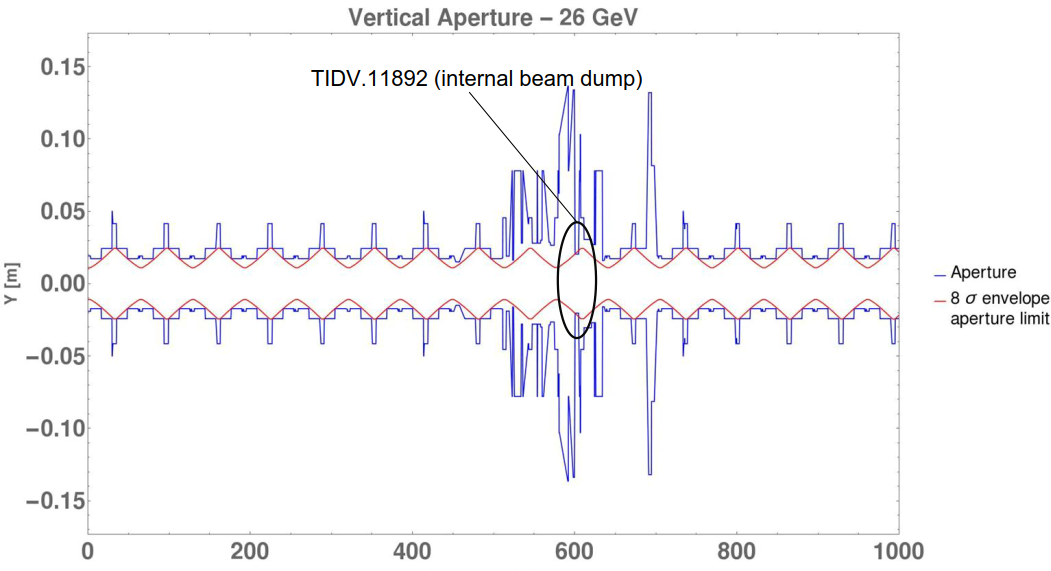 Vertical Aperture – 26 GeV
TIDV.11892 (internal beam dump)
0.15
0.10
0.05
0.00
−0.05
−0.10
−0.15
Y [m]
0 200 400 600 800 1000
Aperture
8 σ envelope
aperture limit